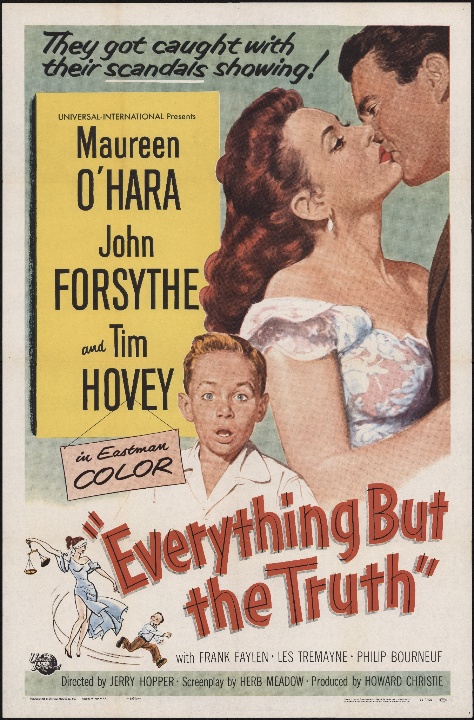 They got caught with
their scandals showing!
UNIVERSAL-INTERNATIONAL Presents
Maureen
O'HARA
John
FORSYTHE
and Tim
HOVEY
in Eastman
COLOR
"Everything But
the Truth"
with FRANK FAYLEN · LES TREMAYNE · PHILIP BOURNEUF
Directed by JERRY HOPPER · Screenplay by HERB MEADOW · Produced by HOWARD CHRISTIE